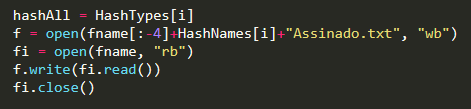 hashAll = HashTypes[i]
f = open(fname[:-4]+HashNames[i]+"Assinado.txt", "wb")
fi = open(fname, "rb")
f.write(fi.read())
fi.close()